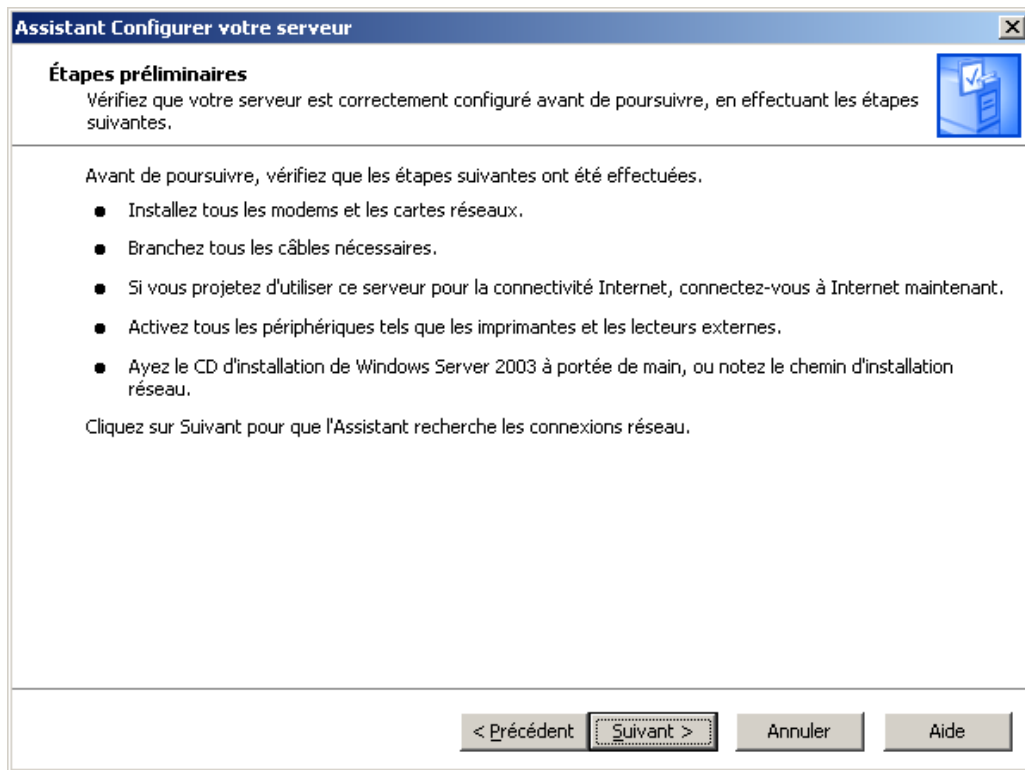 Assistant Configurer votre serveur
Étapes préliminaires
Vérifiez que votre serveur est correctement configuré avant de poursuivre, en effectuant les étapes
suivantes.
Avant de poursuivre, vérifiez que les étapes suivantes ont été effectuées.
● Installez tous les modems et les cartes réseaux.
● Branchez tous les câbles nécessaires.
● Si vous projetez d'utiliser ce serveur pour la connectivité Internet, connectez-vous à Internet maintenant.
● Activez tous les périphériques tels que les imprimantes et les lecteurs externes.
● Ayez le CD d'installation de Windows Server 2003 à portée de main, ou notez le chemin d'installation
réseau.
Cliquez sur Suivant pour que l'Assistant recherche les connexions réseau.
< Précédent Suivant > Annuler Aide